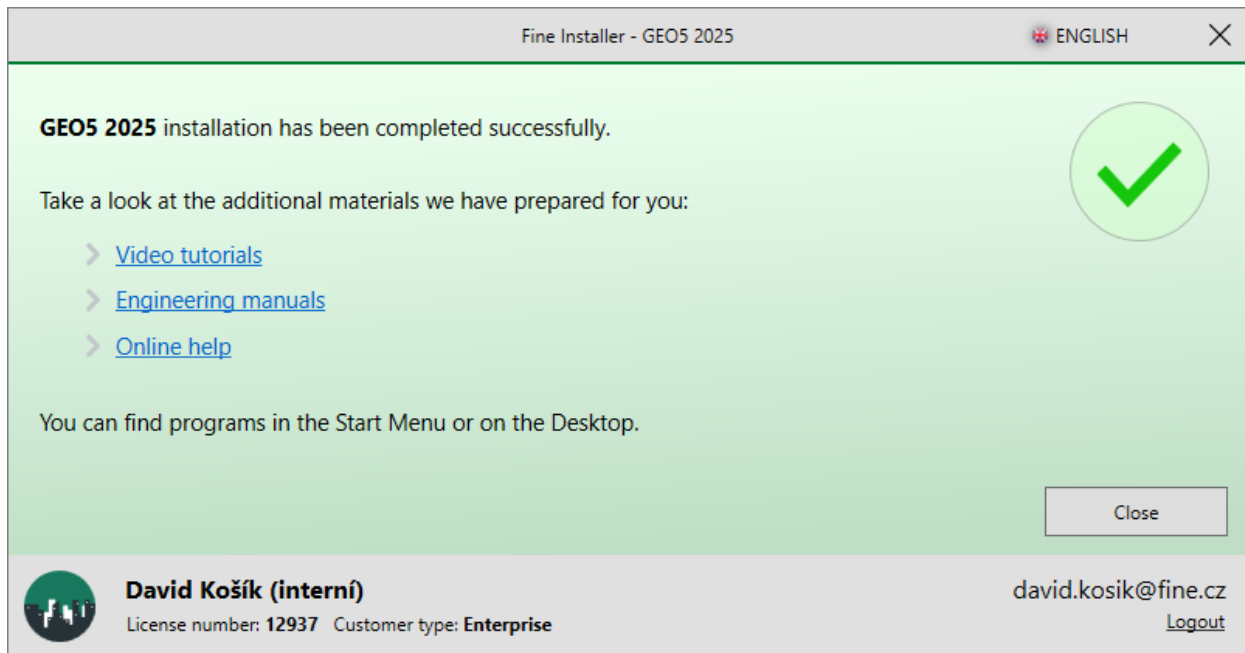 Fine Installer - GEO5 2025
ENGLISH
GEO5 2025 installation has been completed successfully.
Take a look at the additional materials we have prepared for you:
Video tutorials
Engineering manuals
Online help
You can find programs in the Start Menu or on the Desktop.
Close
David Košík (interní)
david.kosik@fine.cz
License number: 12937 Customer type: Enterprise
Logout